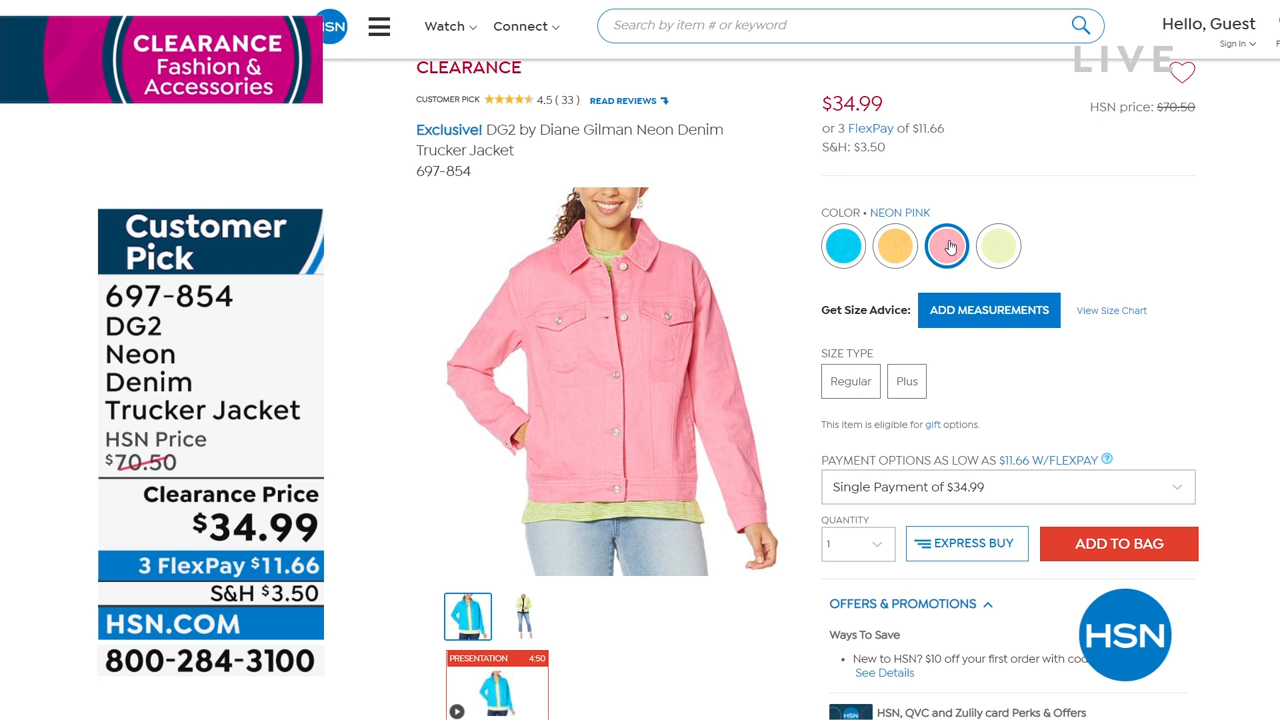 CLEARANCE
Fashion &
Accessories
HSN
Watch
Connect
Search by item # or keyword
Hello, Guest
Sign In
LIVE
CLEARANCE
CUSTOMER PICK 4.5 ( 33 ) READ REVIEWS
Exclusive! DG2 by Diane Gilman Neon Denim
Trucker Jacket
697-854
$34.99
HSN price: $70.50
or 3 FlexPay of $11.66
S&H: $3.50
COLOR • NEON PINK
Get Size Advice: ADD MEASUREMENTS View Size Chart
SIZE TYPE
Regular Plus
This item is eligible for gift options.
PAYMENT OPTIONS AS LOW AS $11.66 W/FLEXPAY ?
Single Payment of $34.99
QUANTITY
1
EXPRESS BUY
ADD TO BAG
OFFERS & PROMOTIONS
Ways To Save
• New to HSN? $10 off your first order with
See Details
HSN
HSN HSN, QVC and Zulily card Perks & Offers
PRESENTATION 4:50
Customer
Pick
697-854
DG2
Neon
Denim
Trucker Jacket
HSN Price
$70.50
Clearance Price
$34.99
3 FlexPay $11.66
S&H $3.50
HSN.COM
800-284-3100